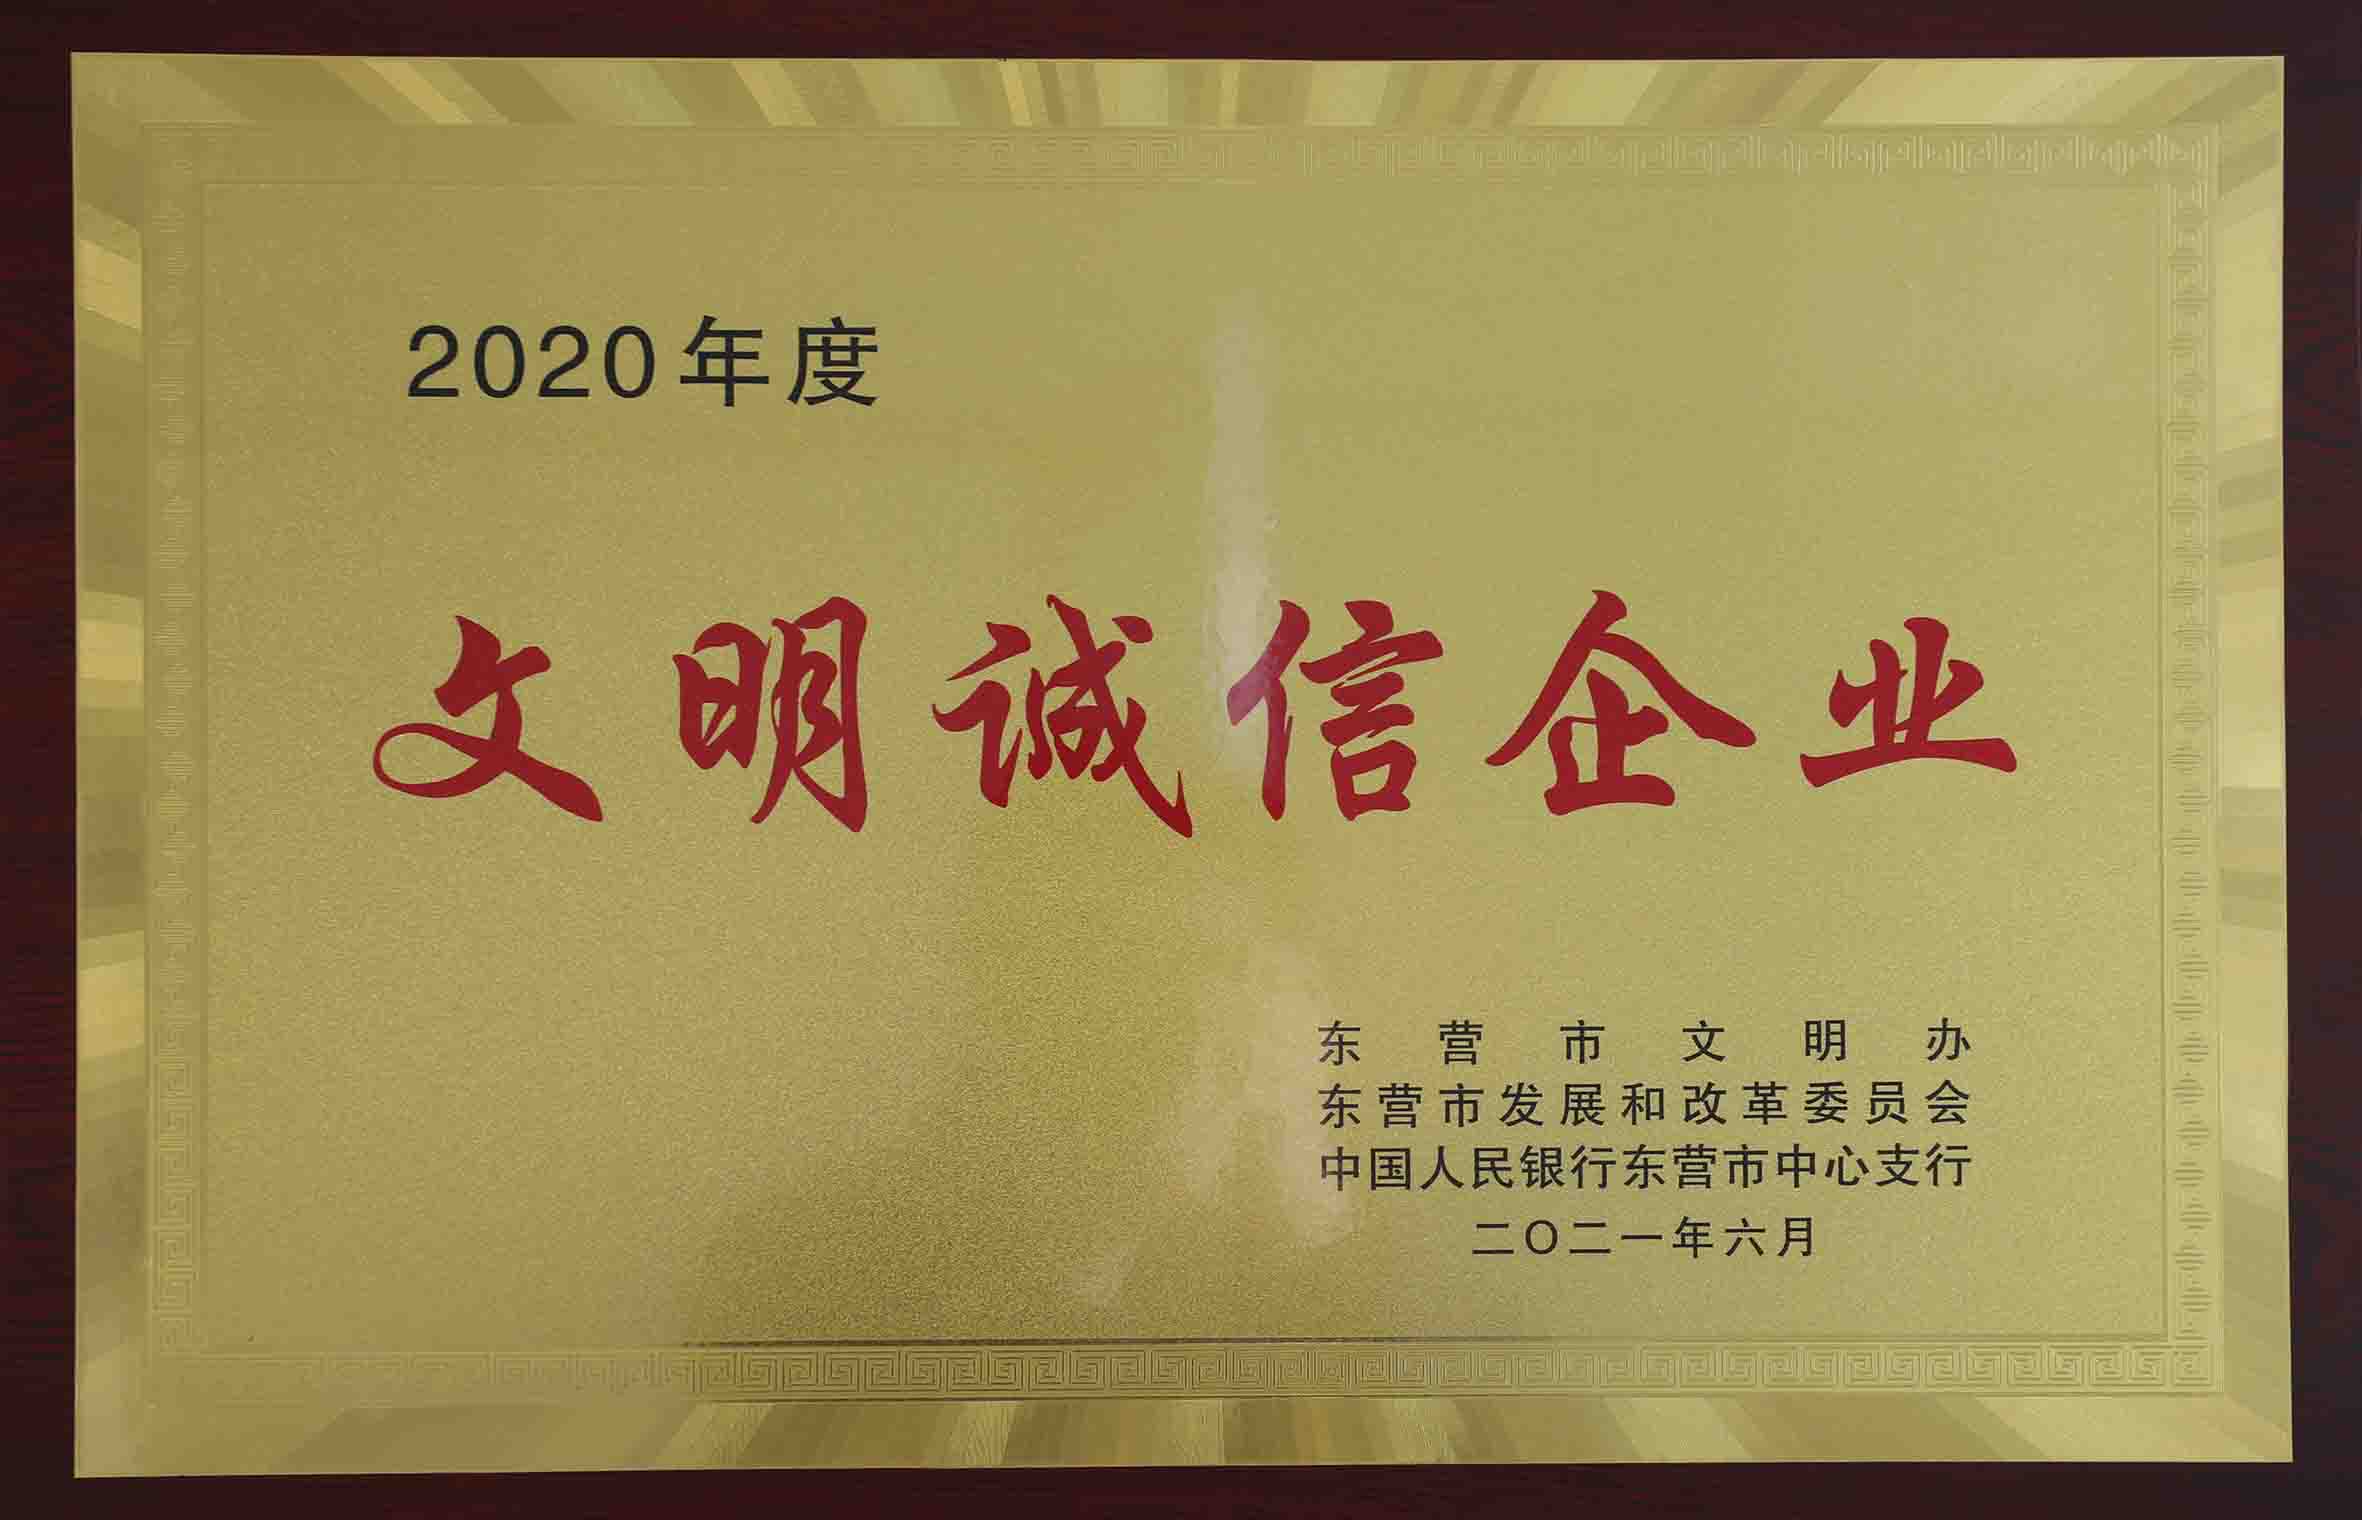 2020年度
文明诚信企业
东营市文明办
东营市发展和改革委员会
中国人民银行东营市中心支行
二〇二一年六月